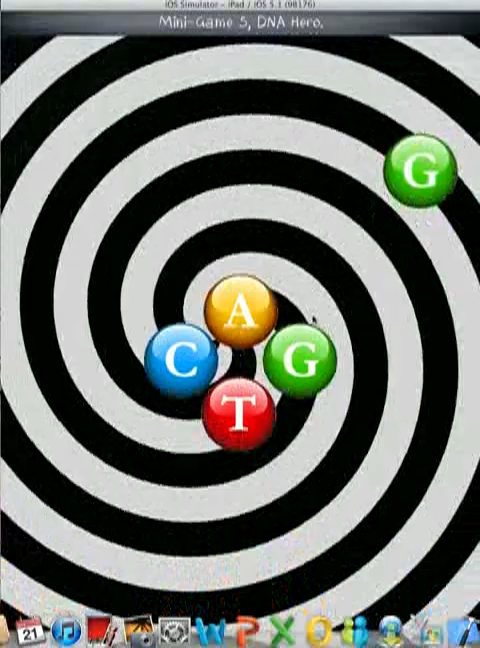 iOS Simulator - iPad / iOS 5.1 (9B176)
Mini-Game 5, DNA Hero.
G
A
C G
T
21